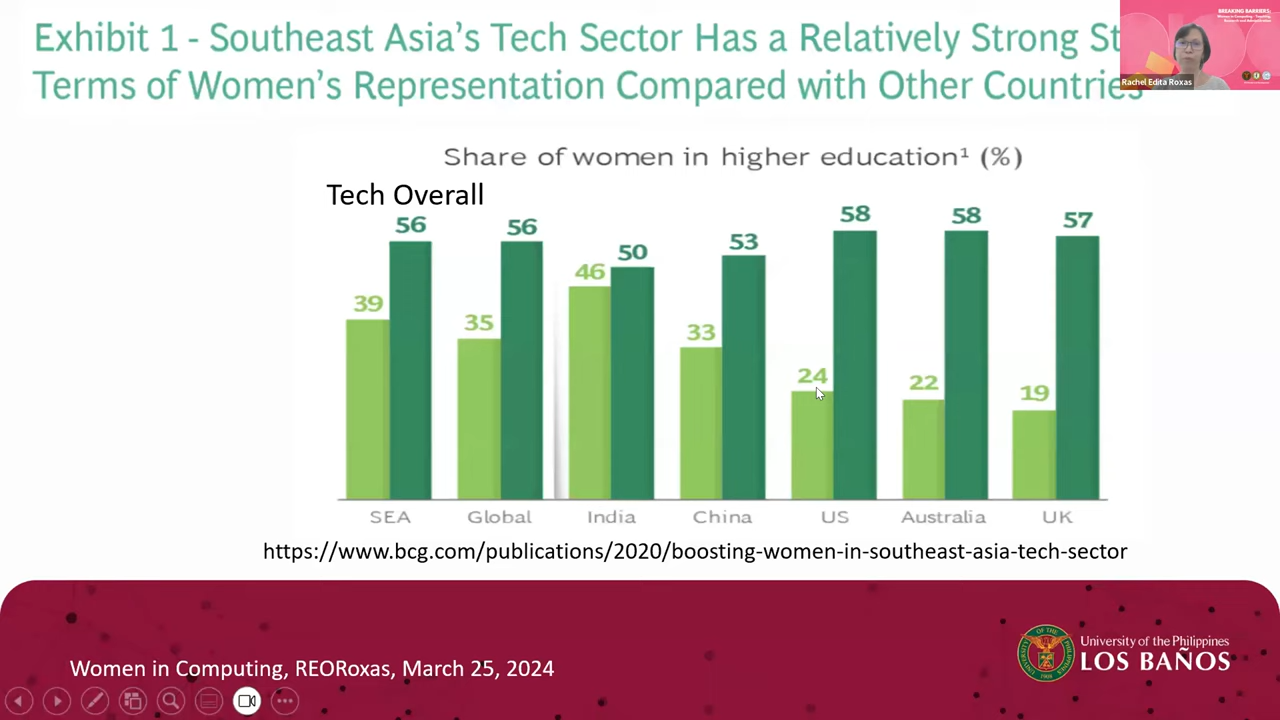 Exhibit 1 - Southeast Asia's Tech Sector Has a Relatively Strong St
Terms of Women's Representation Compared with Other Countries
BREAKING BARRIERS:
Rachel Edita Roxas
Share of women in higher education¹ (%)
Tech Overall
39 56
35 56
46 50
33 53
24 58
22 58
19 57
SEA Global India China US Australia UK
https://www.bcg.com/publications/2020/boosting-women-in-southeast-asia-tech-sector
Women in Computing, REORoxas, March 25, 2024
University of the Philippines
LOS BAÑOS